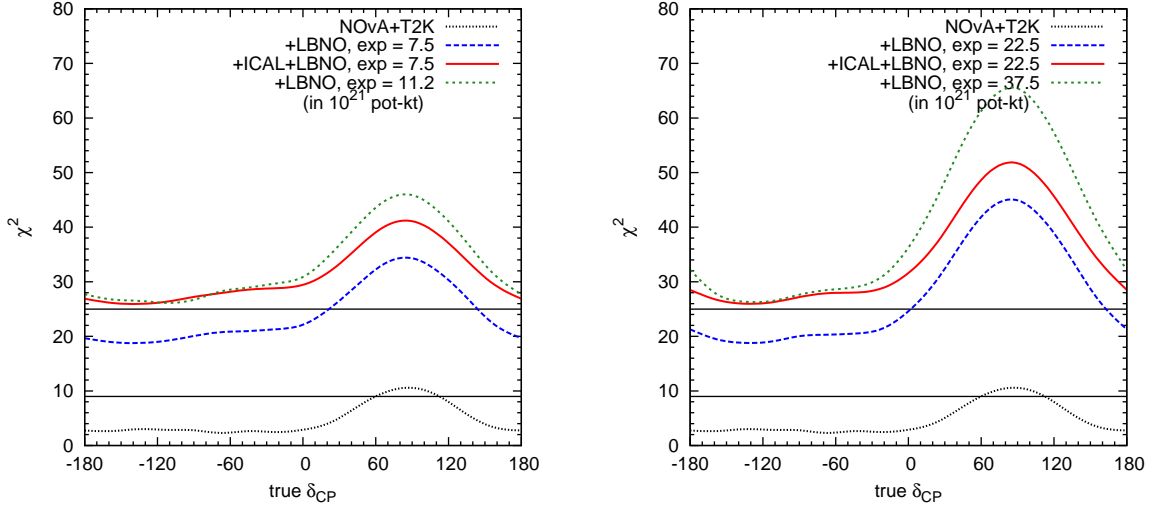 80
70
60
50
40
30
20
10
0
χ2
-180 -120 -60 0 60 120 180
true δCP
NOvA+T2K
+LBNO, exp = 7.5
+ICAL+LBNO, exp = 7.5
+LBNO, exp = 11.2
(in 10^21 pot-kt)
80
70
60
50
40
30
20
10
0
χ2
-180 -120 -60 0 60 120 180
true δCP
NOvA+T2K
+LBNO, exp = 22.5
+ICAL+LBNO, exp = 22.5
+LBNO, exp = 37.5
(in 10^21 pot-kt)